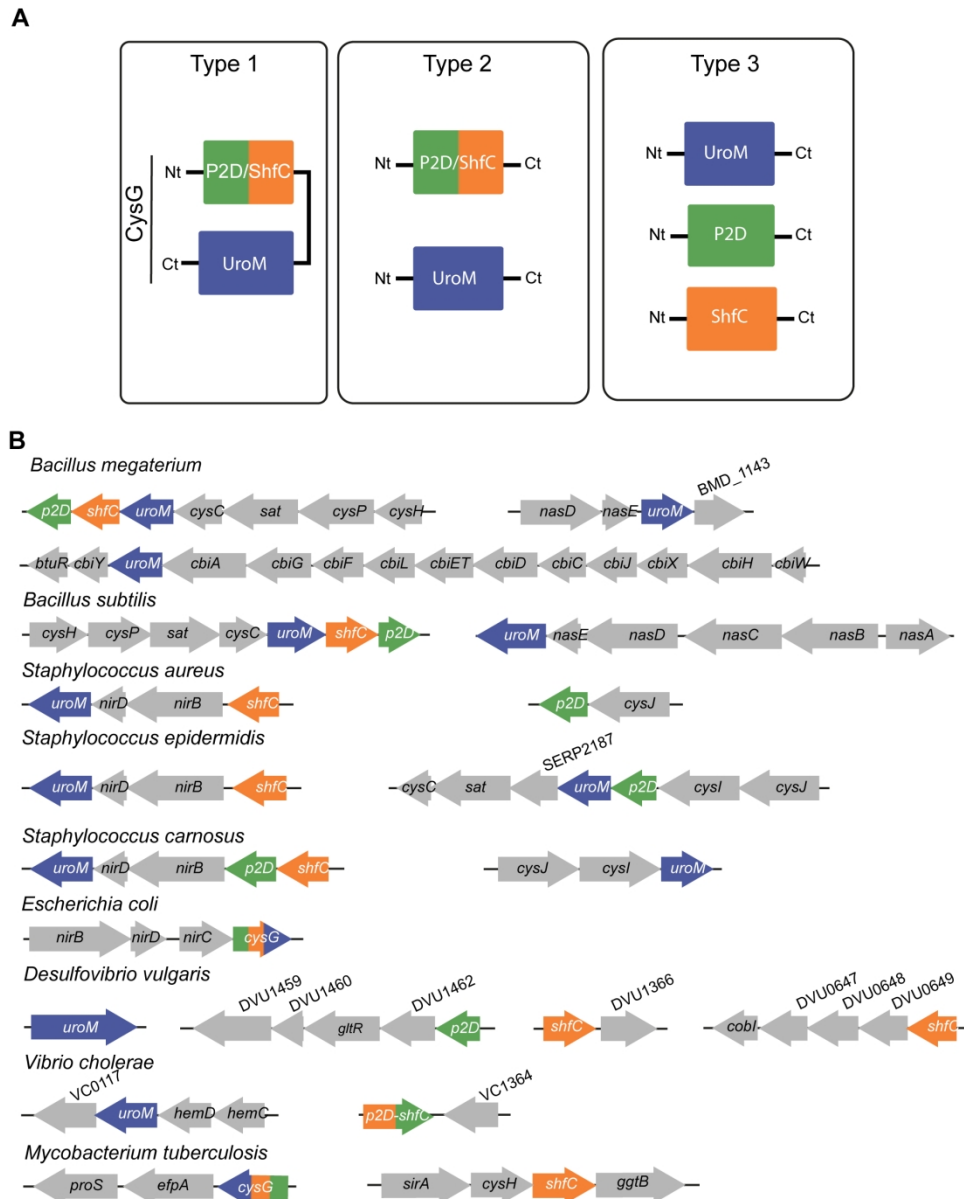 A
Type 1
Type 2
Type 3
CysG
Nt P2D/ShfC
Ct UroM
Nt P2D/ShfC Ct
Nt UroM Ct
Nt UroM Ct
Nt P2D Ct
Nt ShfC Ct
B
Bacillus megaterium
BMD_1143
p2D shfC uroM cysC sat cysP cysH nasD nasE uroM
btuR cbiY uroM cbiA cbiG cbiF cbiL cbiET cbiD cbiC cbiJ cbiX cbiH cbiW
Bacillus subtilis
cysH cysP sat cysC uroM shfC p2D uroM nasE nasD nasC nasB nasA
Staphylococcus aureus
uroM nirD nirB shfC p2D cysJ
Staphylococcus epidermidis
SERP2187
uroM nirD nirB shfC cysC sat uroM p2D cysI cysJ
Staphylococcus carnosus
uroM nirD nirB p2D shfC cysJ cysI uroM
Escherichia coli
nirB nirD nirC cysG
Desulfovibrio vulgaris
DVU1459 DVU1460 DVU1462 DVU1366 DVU0647 DVU0648 DVU0649
uroM gltR p2D shfC cobI shfC
Vibrio cholerae
VC0117 VC1364
uroM hemD hemC p2D-shfC
Mycobacterium tuberculosis
proS efpA cysG sirA cysH shfC ggtB